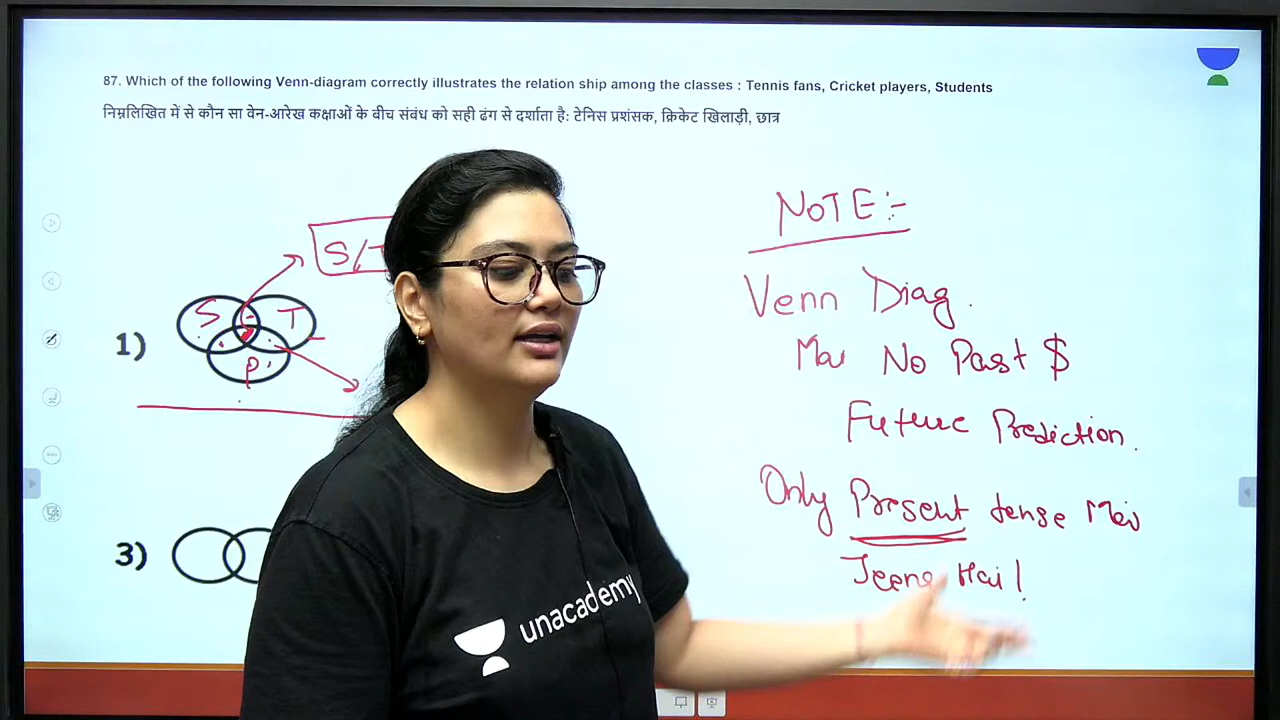 87. Which of the following Venn-diagram correctly illustrates the relation ship among the classes : Tennis fans, Cricket players, Students
निम्नलिखित में से कौन सा वेन-आरेख कक्षाओं के बीच संबंध को सही ढंग से दर्शाता है: टेनिस प्रशंसक, क्रिकेट खिलाड़ी, छात्र
NOTE:-
S/T
Venn Diag.
1)
S
T
P
Mai No Past $
Future Prediction.
Only Present tense Mei
Jeena Hai |
3)
unacademy